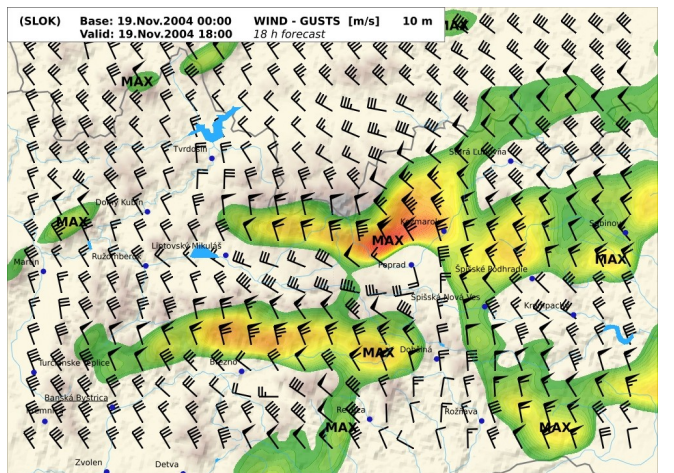 (SLOK) Base: 19.Nov.2004 00:00 WIND - GUSTS [m/s] 10 m
Valid: 19.Nov.2004 18:00 18 h forecast
MAX
MAX
Tvrdošín
Stará Ľubovňa
Dolný Kubín
MAX
Kežmarok
Sabinov
MAX
Liptovský Mikuláš
Martin
Ružomberok
Poprad
Spišské Podhradie
MAX
Spišská Nová Ves
Krompachy
MAX
Dobšiná
Turčianske Teplice
Brezno
Banská Bystrica
Kremnica
Revúca
Rožňava
MAX
MAX
Zvolen
Detva